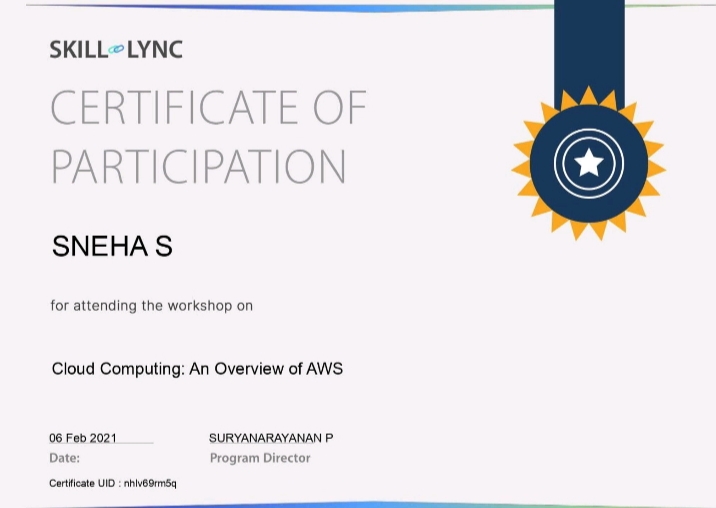 SKILL LYNC
CERTIFICATE OF
PARTICIPATION
SNEHA S
for attending the workshop on
Cloud Computing: An Overview of AWS
06 Feb 2021
SURYANARAYANAN P
Date:
Program Director
Certificate UID : nhlv69rm5q